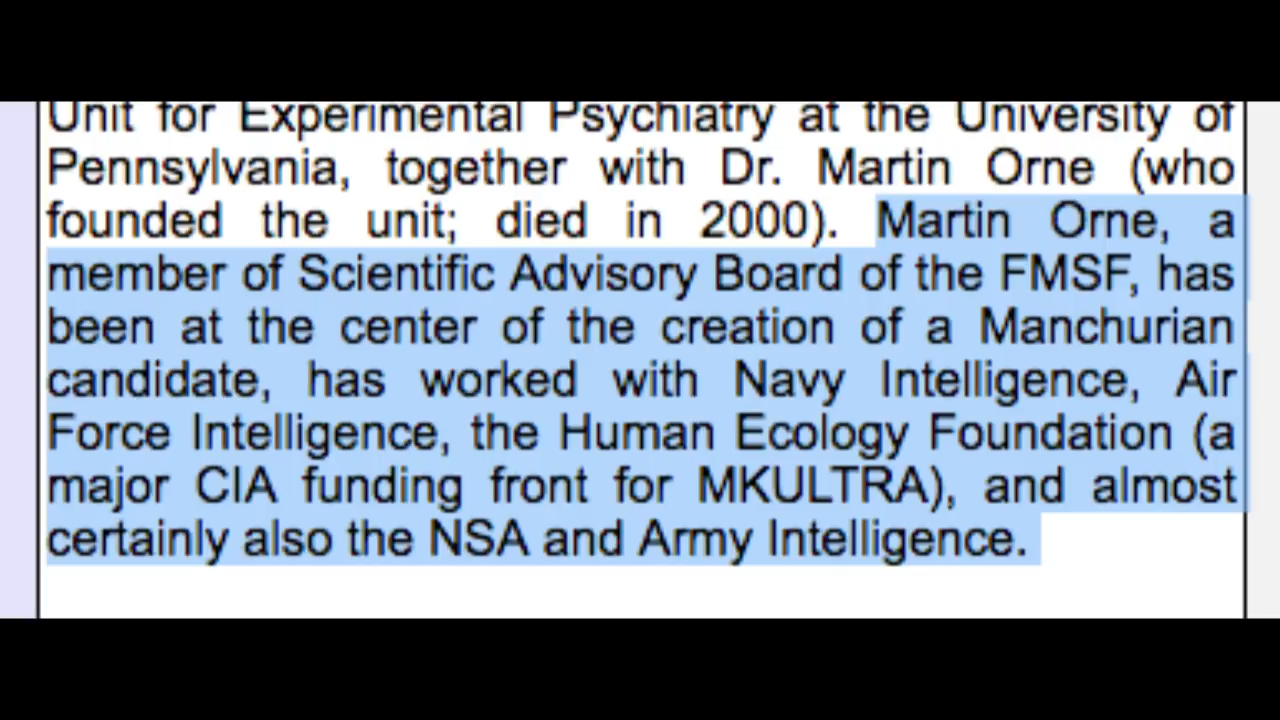 Unit for Experimental Psychiatry at the University of
Pennsylvania, together with Dr. Martin Orne (who
founded the unit; died in 2000). Martin Orne, a
member of Scientific Advisory Board of the FMSF, has
been at the center of the creation of a Manchurian
candidate, has worked with Navy Intelligence, Air
Force Intelligence, the Human Ecology Foundation (a
major CIA funding front for MKULTRA), and almost
certainly also the NSA and Army Intelligence.